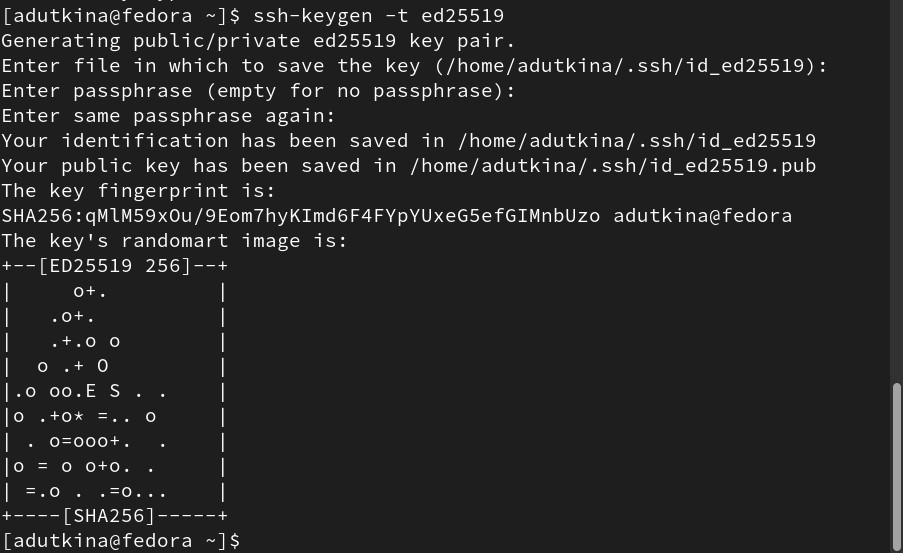 [adutkina@fedora ~]$ ssh-keygen -t ed25519
Generating public/private ed25519 key pair.
Enter file in which to save the key (/home/adutkina/.ssh/id_ed25519):
Enter passphrase (empty for no passphrase):
Enter same passphrase again:
Your identification has been saved in /home/adutkina/.ssh/id_ed25519
Your public key has been saved in /home/adutkina/.ssh/id_ed25519.pub
The key fingerprint is:
SHA256:qMlM59xOu/9Eom7hyKImd6F4FYpYUxeG5efGIMnbUzo adutkina@fedora
The key's randomart image is:
+--[ED25519 256]--+
|     o+.         |
|   .o+.          |
|   .+.o o        |
|  o .+ O         |
|.o oo.E S . .    |
|o .+o* =.. o     |
| . o=ooo+.  .    |
|o = o o+o. .     |
| =.o . .=o...    |
+----[SHA256]-----+
[adutkina@fedora ~]$